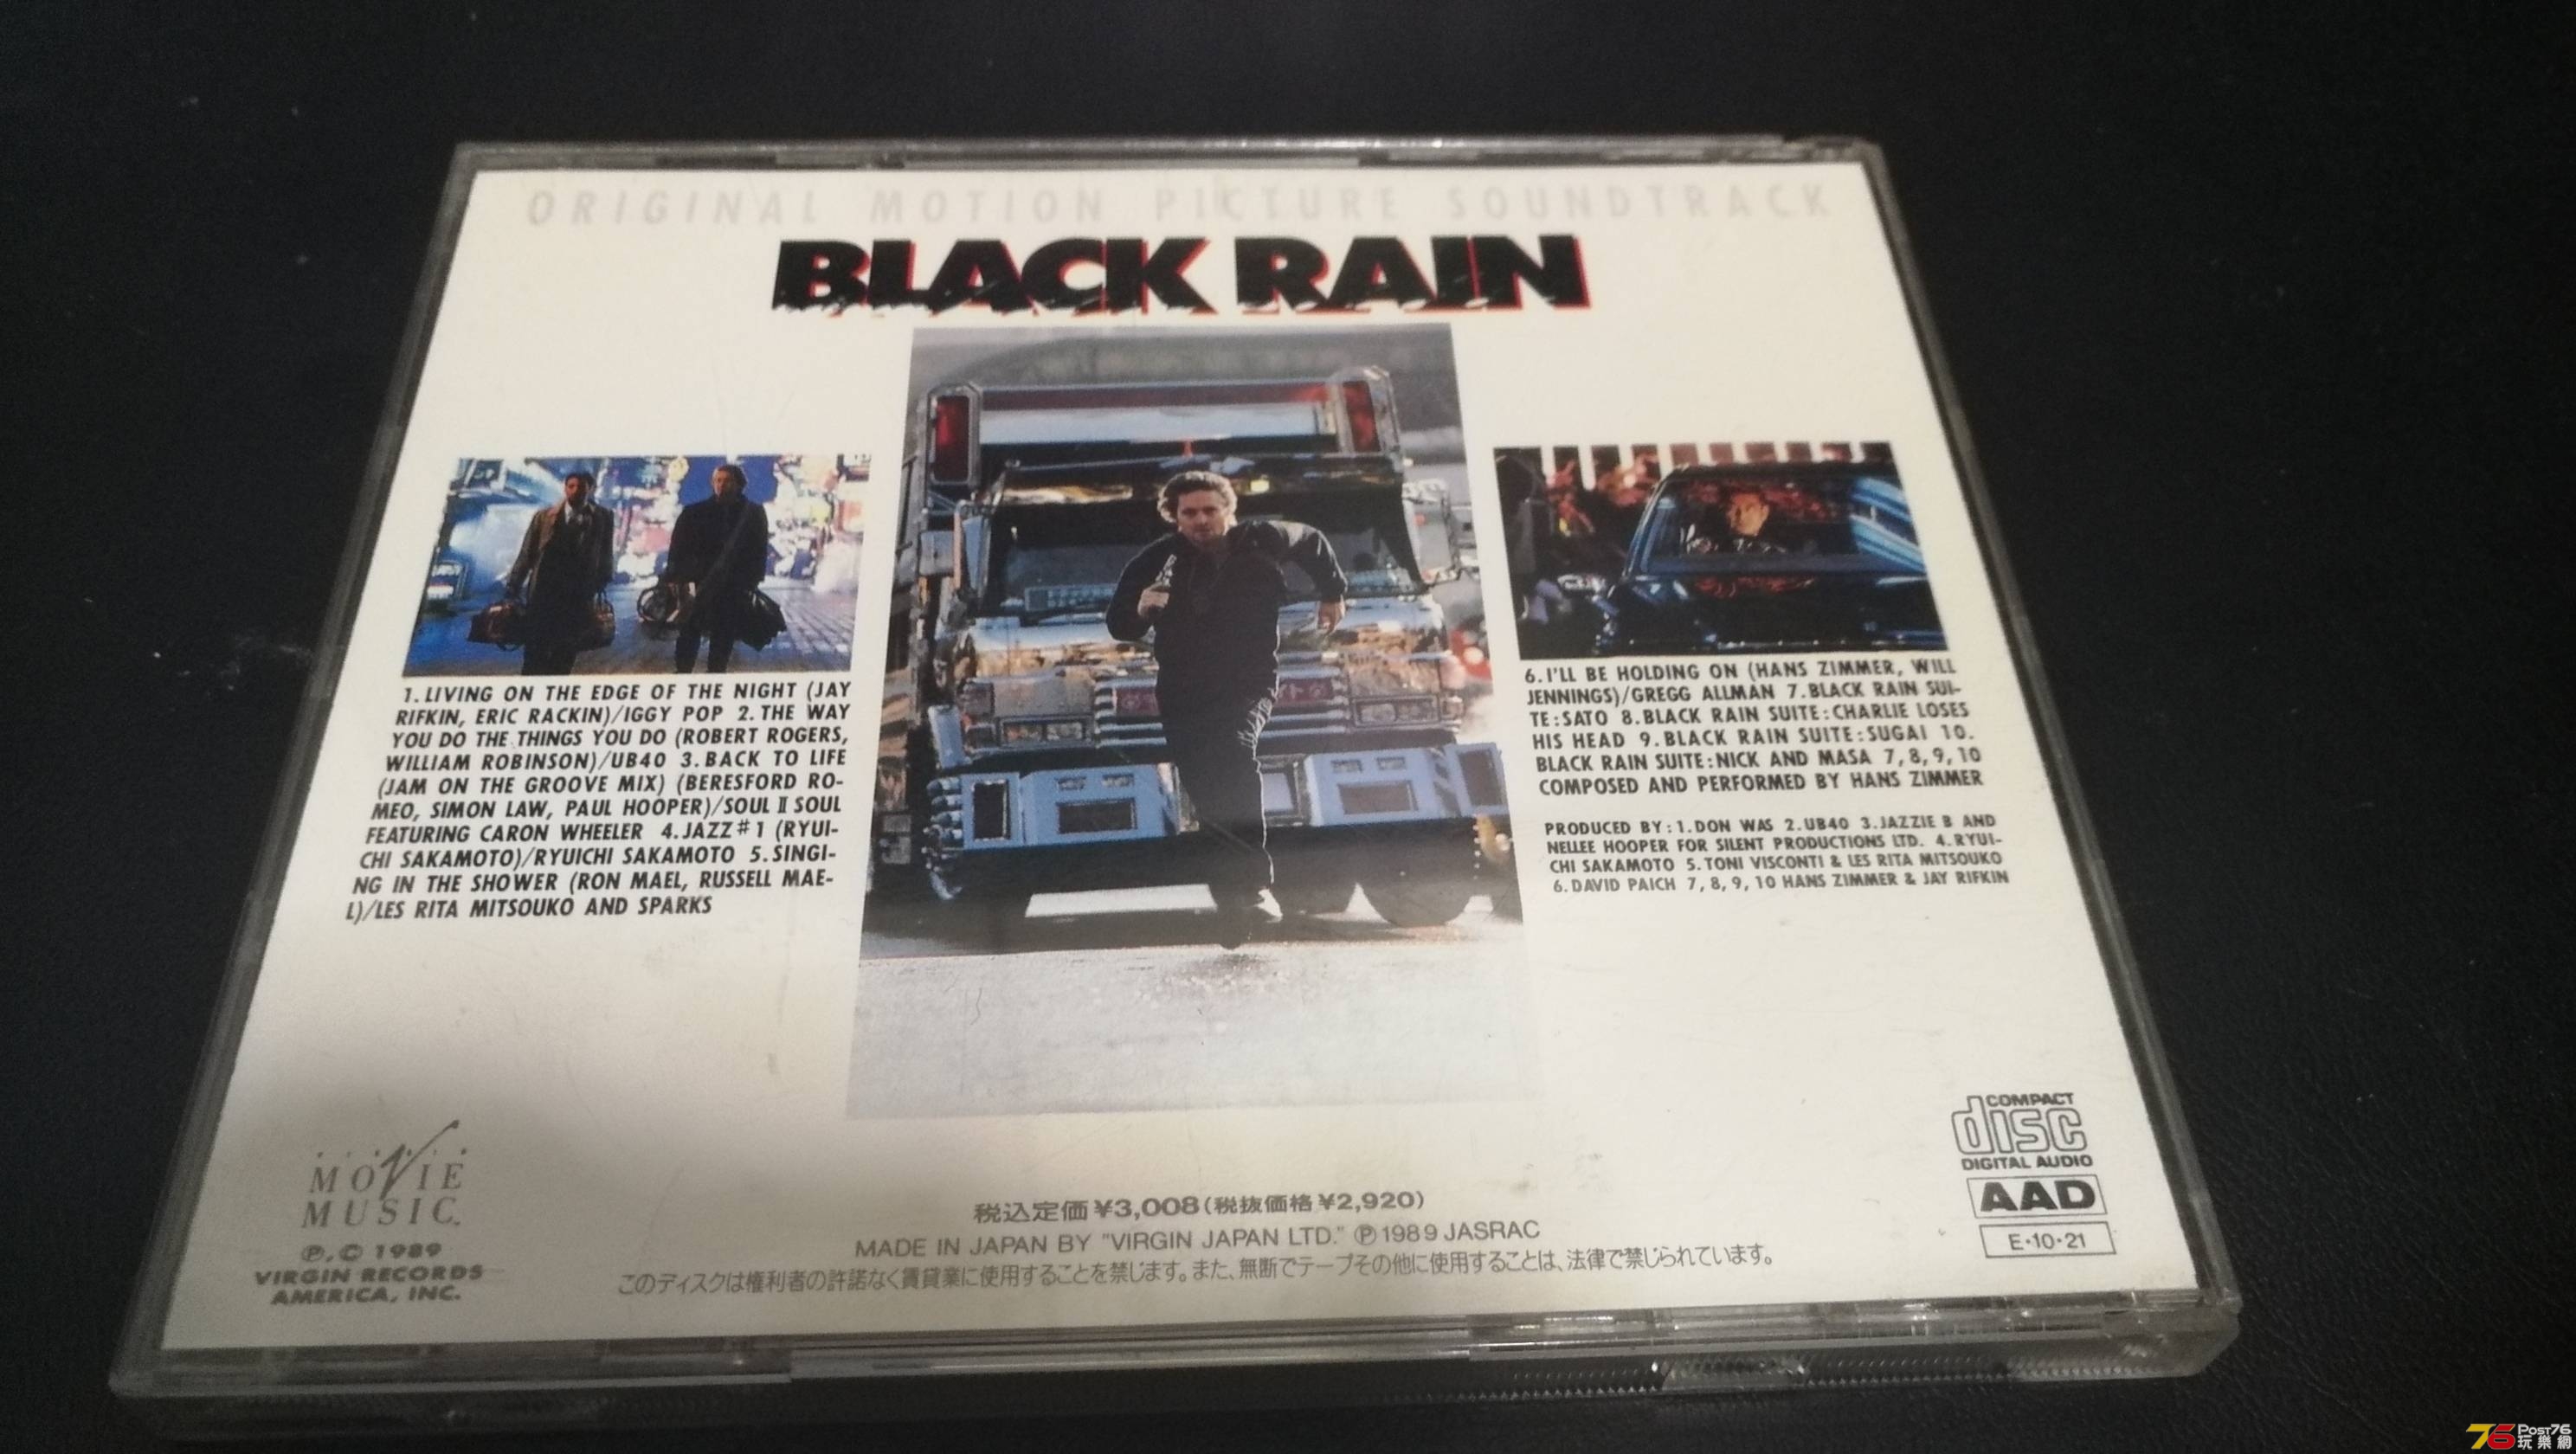 ORIGINAL MOTION PICTURE SOUNDTRACK
BLACK RAIN
1.LIVING ON THE EDGE OF THE NIGHT (JAY
RIFKIN, ERIC RACKIN)/IGGY POP 2.THE WAY
YOU DO THE THINGS YOU DO (ROBERT ROGERS,
WILLIAM ROBINSON)/UB40 3.BACK TO LIFE
(JAM ON THE GROOVE MIX) (BERESFORD RO-
MEO, SIMON LAW, PAUL HOOPER)/SOUL II SOUL
FEATURING CARON WHEELER 4.JAZZ#1 (RYUI-
CHI SAKAMOTO)/RYUICHI SAKAMOTO 5.SINGI-
NG IN THE SHOWER (RON MAEL, RUSSELL MAE-
L)/LES RITA MITSOUKO AND SPARKS
6.I'LL BE HOLDING ON (HANS ZIMMER, WILL
JENNINGS)/GREGG ALLMAN 7.BLACK RAIN SUI-
TE:SATO 8.BLACK RAIN SUITE:CHARLIE LOSES
HIS HEAD 9.BLACK RAIN SUITE:SUGAI 10.
BLACK RAIN SUITE:NICK AND MASA 7,8,9,10
COMPOSED AND PERFORMED BY HANS ZIMMER
PRODUCED BY:1.DON WAS 2.UB40 3.JAZZIE B AND
NELLEE HOOPER FOR SILENT PRODUCTIONS LTD. 4.RYUI-
CHI SAKAMOTO 5.TONI VISCONTI & LES RITA MITSOUKO
6.DAVID PAICH 7,8,9,10 HANS ZIMMER & JAY RIFKIN
MOVIE
MUSIC
Ⓟ,© 1989
VIRGIN RECORDS
AMERICA, INC.
税込定価¥3,008(税抜価格¥2,920)
MADE IN JAPAN BY "VIRGIN JAPAN LTD." Ⓟ1989 JASRAC
このディスクは権利者の許諾なく賃貸業に使用することを禁じます。また、無断でテープその他に使用することは、法律で禁じられています。
COMPACT
disc
DIGITAL AUDIO
AAD
E・10・21
76 Post76
玩樂網